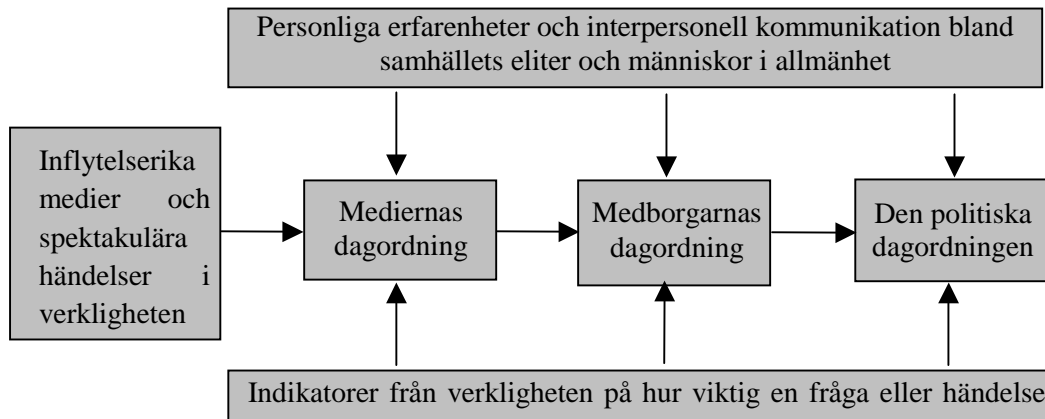 Personliga erfarenheter och interpersonell kommunikation bland
samhällets eliter och människor i allmänhet
Inflytelserika
medier och
spektakulära
händelser i
verkligheten
Mediernas
dagordning
Medborgarnas
dagordning
Den politiska
dagordningen
Indikatorer från verkligheten på hur viktig en fråga eller händelse